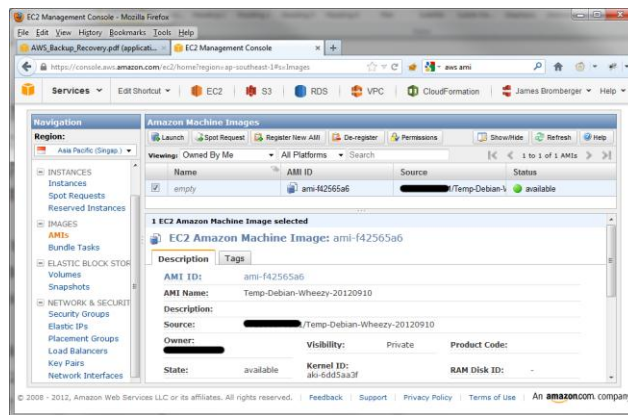 EC2 Management Console - Mozilla Firefox
File Edit View History Bookmarks Tools Help
AWS_Backup_Recovery.pdf (applicati... × EC2 Management Console × +
https://console.aws.amazon.com/ec2/home?region=ap-southeast-1#s=Images aws ami
Services Edit Shortcut EC2 S3 RDS VPC CloudFormation James Bromberger Help
Navigation
Region:
Asia Pacific (Singap.)
INSTANCES
Instances
Spot Requests
Reserved Instances
IMAGES
AMIs
Bundle Tasks
ELASTIC BLOCK STOR
Volumes
Snapshots
NETWORK & SECURIT
Security Groups
Elastic IPs
Placement Groups
Load Balancers
Key Pairs
Network Interfaces
Amazon Machine Images
Launch Spot Request Register New AMI De-register Permissions Show/Hide Refresh Help
Viewing: Owned By Me All Platforms Search 1 to 1 of 1 AMIs
Name AMI ID Source Status
empty ami-f42565a6 /Temp-Debian-W available
1 EC2 Amazon Machine Image selected
EC2 Amazon Machine Image: ami-f42565a6
Description Tags
AMI ID: ami-f42565a6
AMI Name: Temp-Debian-Wheezy-20120910
Description:
Source: /Temp-Debian-Wheezy-20120910
Owner: Visibility: Private Product Code:
State: available Kernel ID: aki-6dd5aa3f RAM Disk ID: -
© 2008 - 2012, Amazon Web Services LLC or its affiliates. All rights reserved. Feedback Support Privacy Policy Terms of Use An amazon.com company